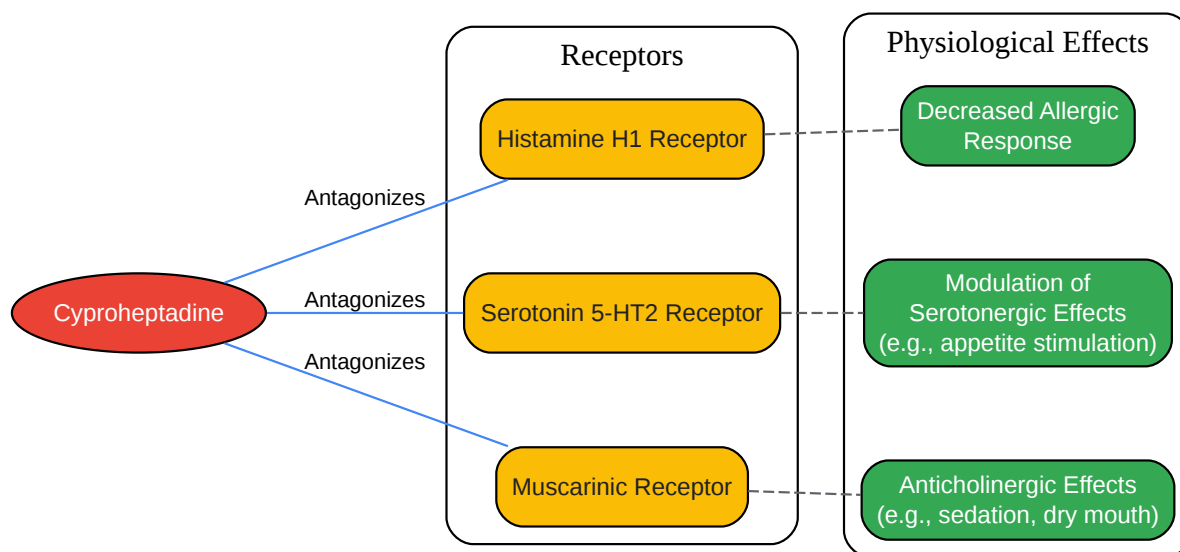 Receptors
Physiological Effects
Histamine H1 Receptor
Decreased Allergic
Response
Antagonizes
Cyproheptadine
Antagonizes
Serotonin 5-HT2 Receptor
Modulation of
Serotonergic Effects
(e.g., appetite stimulation)
Antagonizes
Muscarinic Receptor
Anticholinergic Effects
(e.g., sedation, dry mouth)